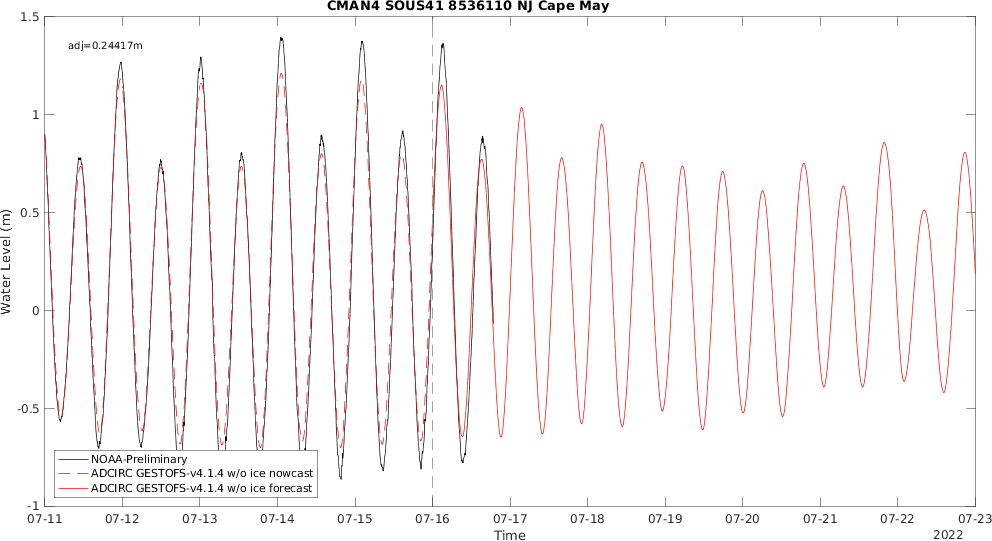 CMAN4 SOUS41 8536110 NJ Cape May
1.5
adj=0.24417m
1
0.5
Water Level (m)
0
-0.5
NOAA-Preliminary
ADCIRC GESTOFS-v4.1.4 w/o ice nowcast
ADCIRC GESTOFS-v4.1.4 w/o ice forecast
-1
07-11 07-12 07-13 07-14 07-15 07-16 07-17 07-18 07-19 07-20 07-21 07-22 07-23
Time
2022